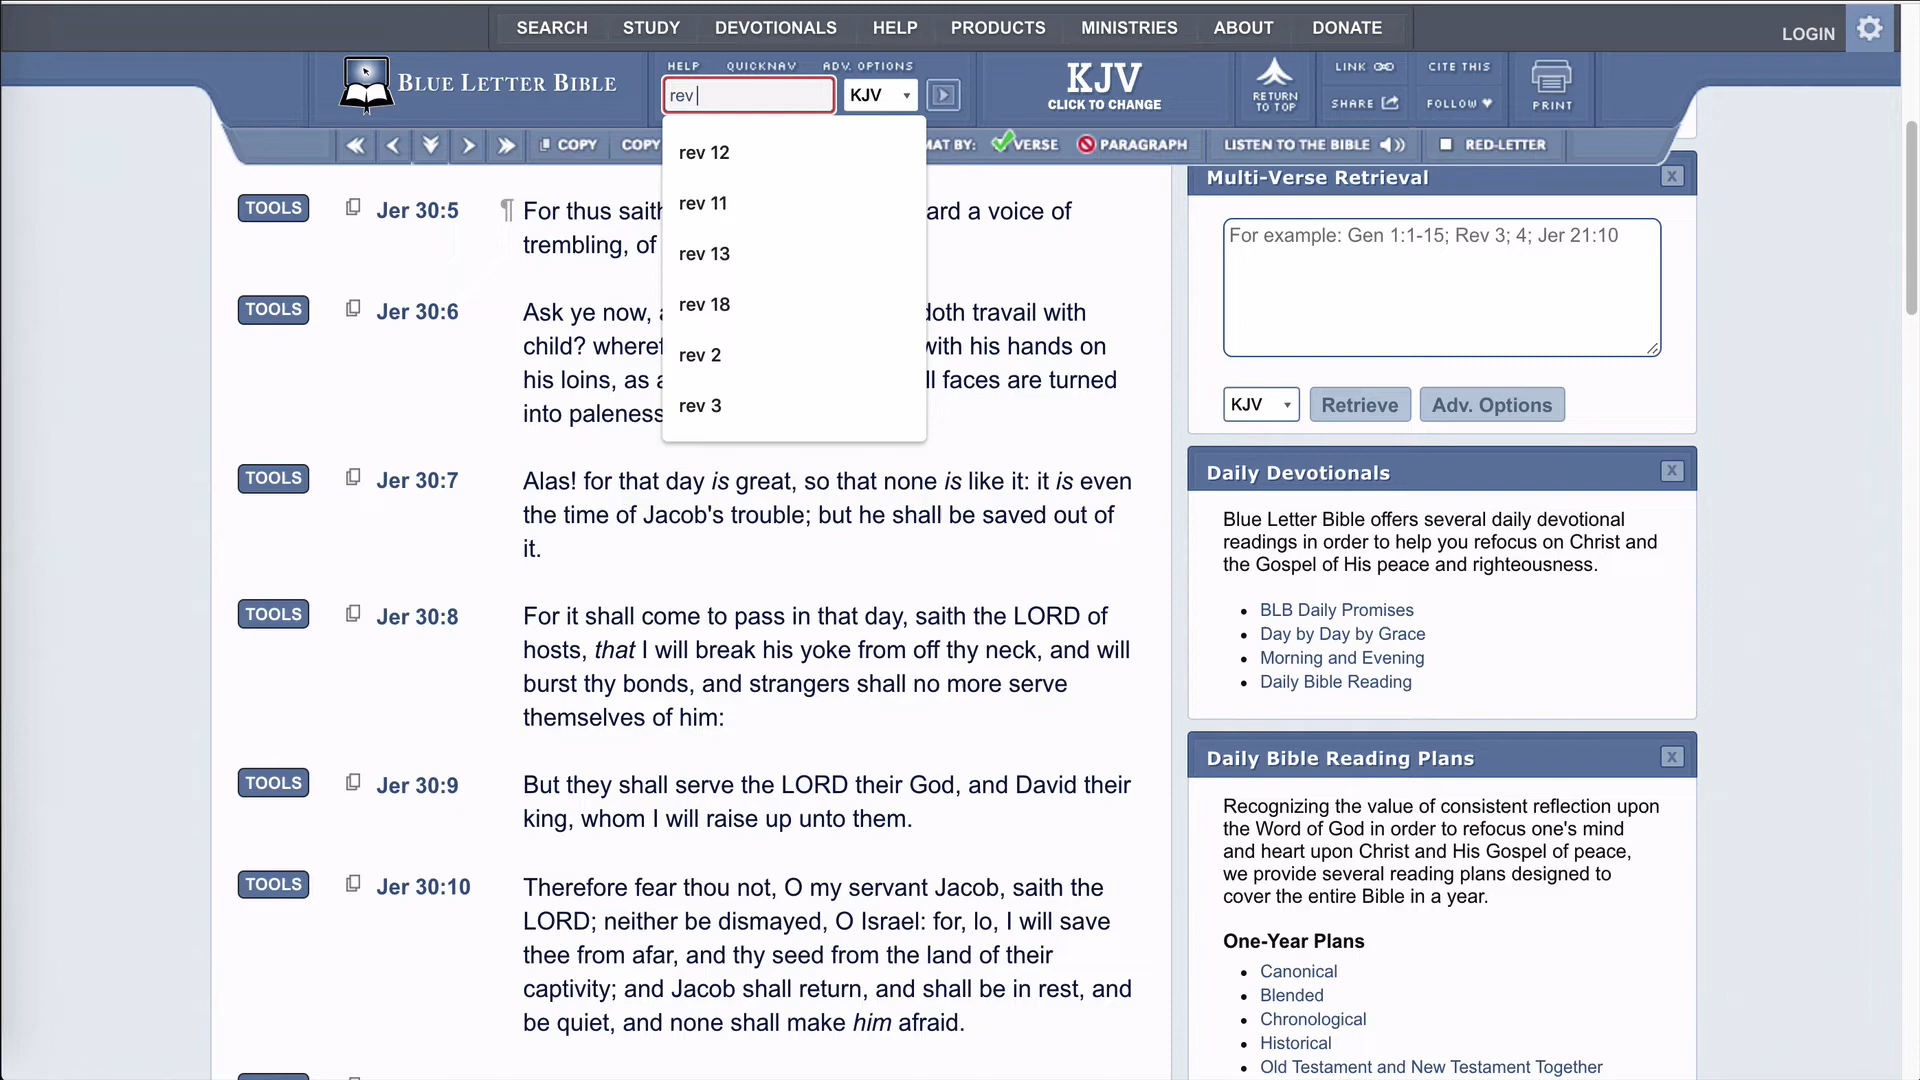 SEARCH STUDY DEVOTIONALS HELP PRODUCTS MINISTRIES ABOUT DONATE
LOGIN
BLUE LETTER BIBLE
HELP QUICKNAV ADV. OPTIONS
rev
KJV
KJV
CLICK TO CHANGE
RETURN
TO TOP
LINK
CITE THIS
SHARE
FOLLOW
PRINT
COPY
COPY
MAT BY:
VERSE
PARAGRAPH
LISTEN TO THE BIBLE
RED-LETTER
rev 12
rev 11
rev 13
rev 18
rev 2
rev 3
TOOLS
Jer 30:5
¶ For thus saith ard a voice of
trembling, of
TOOLS
Jer 30:6
Ask ye now, doth travail with
child? wheref with his hands on
his loins, as ll faces are turned
into paleness
TOOLS
Jer 30:7
Alas! for that day is great, so that none is like it: it is even
the time of Jacob's trouble; but he shall be saved out of
it.
TOOLS
Jer 30:8
For it shall come to pass in that day, saith the LORD of
hosts, that I will break his yoke from off thy neck, and will
burst thy bonds, and strangers shall no more serve
themselves of him:
TOOLS
Jer 30:9
But they shall serve the LORD their God, and David their
king, whom I will raise up unto them.
TOOLS
Jer 30:10
Therefore fear thou not, O my servant Jacob, saith the
LORD; neither be dismayed, O Israel: for, lo, I will save
thee from afar, and thy seed from the land of their
captivity; and Jacob shall return, and shall be in rest, and
be quiet, and none shall make him afraid.
Multi-Verse Retrieval
X
For example: Gen 1:1-15; Rev 3; 4; Jer 21:10
KJV
Retrieve
Adv. Options
Daily Devotionals
X
Blue Letter Bible offers several daily devotional
readings in order to help you refocus on Christ and
the Gospel of His peace and righteousness.
• BLB Daily Promises
• Day by Day by Grace
• Morning and Evening
• Daily Bible Reading
Daily Bible Reading Plans
X
Recognizing the value of consistent reflection upon
the Word of God in order to refocus one's mind
and heart upon Christ and His Gospel of peace,
we provide several reading plans designed to
cover the entire Bible in a year.
One-Year Plans
• Canonical
• Blended
• Chronological
• Historical
• Old Testament and New Testament Together